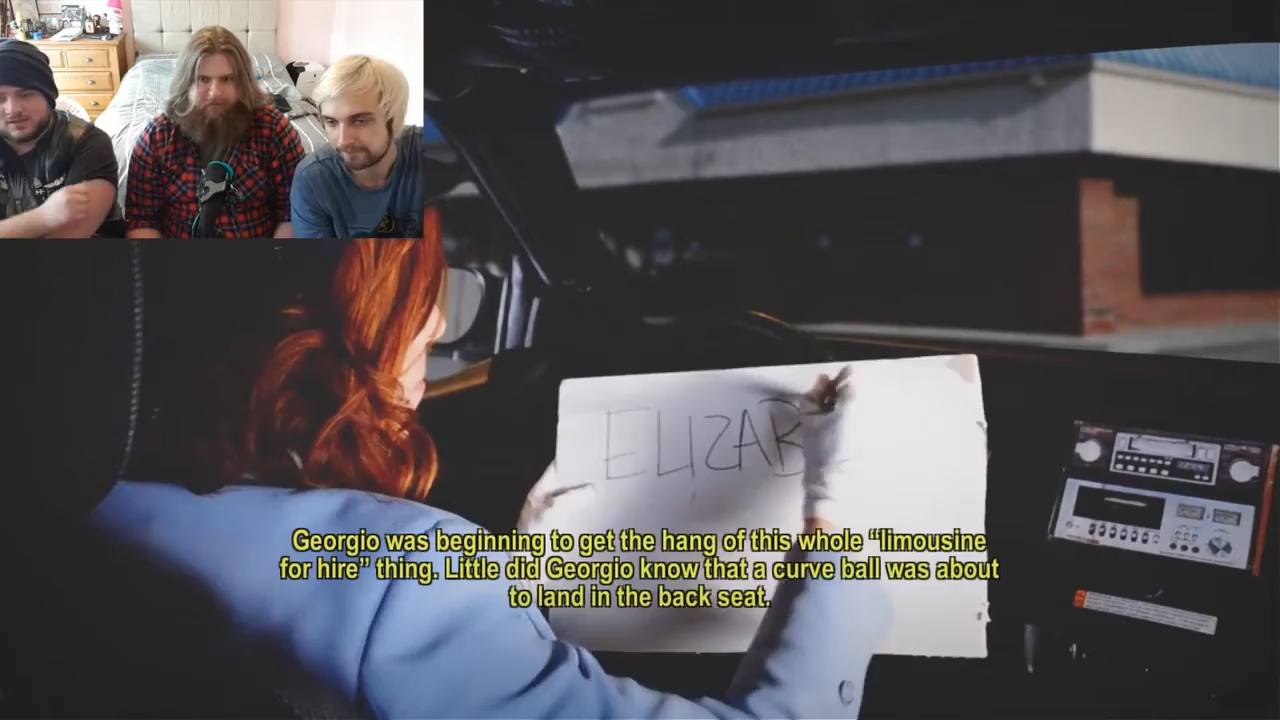 ELIZAB
Georgio was beginning to get the hang of this whole “limousine
for hire” thing. Little did Georgio know that a curve ball was about
to land in the back seat.